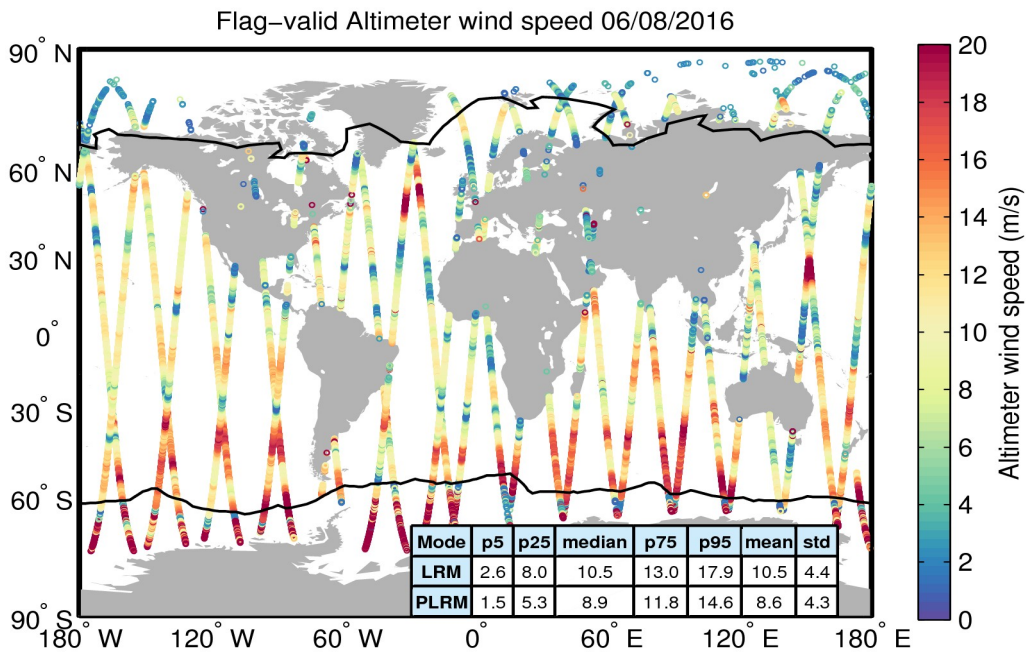 Flag−valid Altimeter wind speed 06/08/2016
90° N
60° N
30° N
0°
30° S
60° S
90° S
180° W
120° W
60° W
0°
60° E
120° E
180° E
Mode p5 p25 median p75 p95 mean std
LRM 2.6 8.0 10.5 13.0 17.9 10.5 4.4
PLRM 1.5 5.3 8.9 11.8 14.6 8.6 4.3
20
18
16
14
12
10
8
6
4
2
0
Altimeter wind speed (m/s)